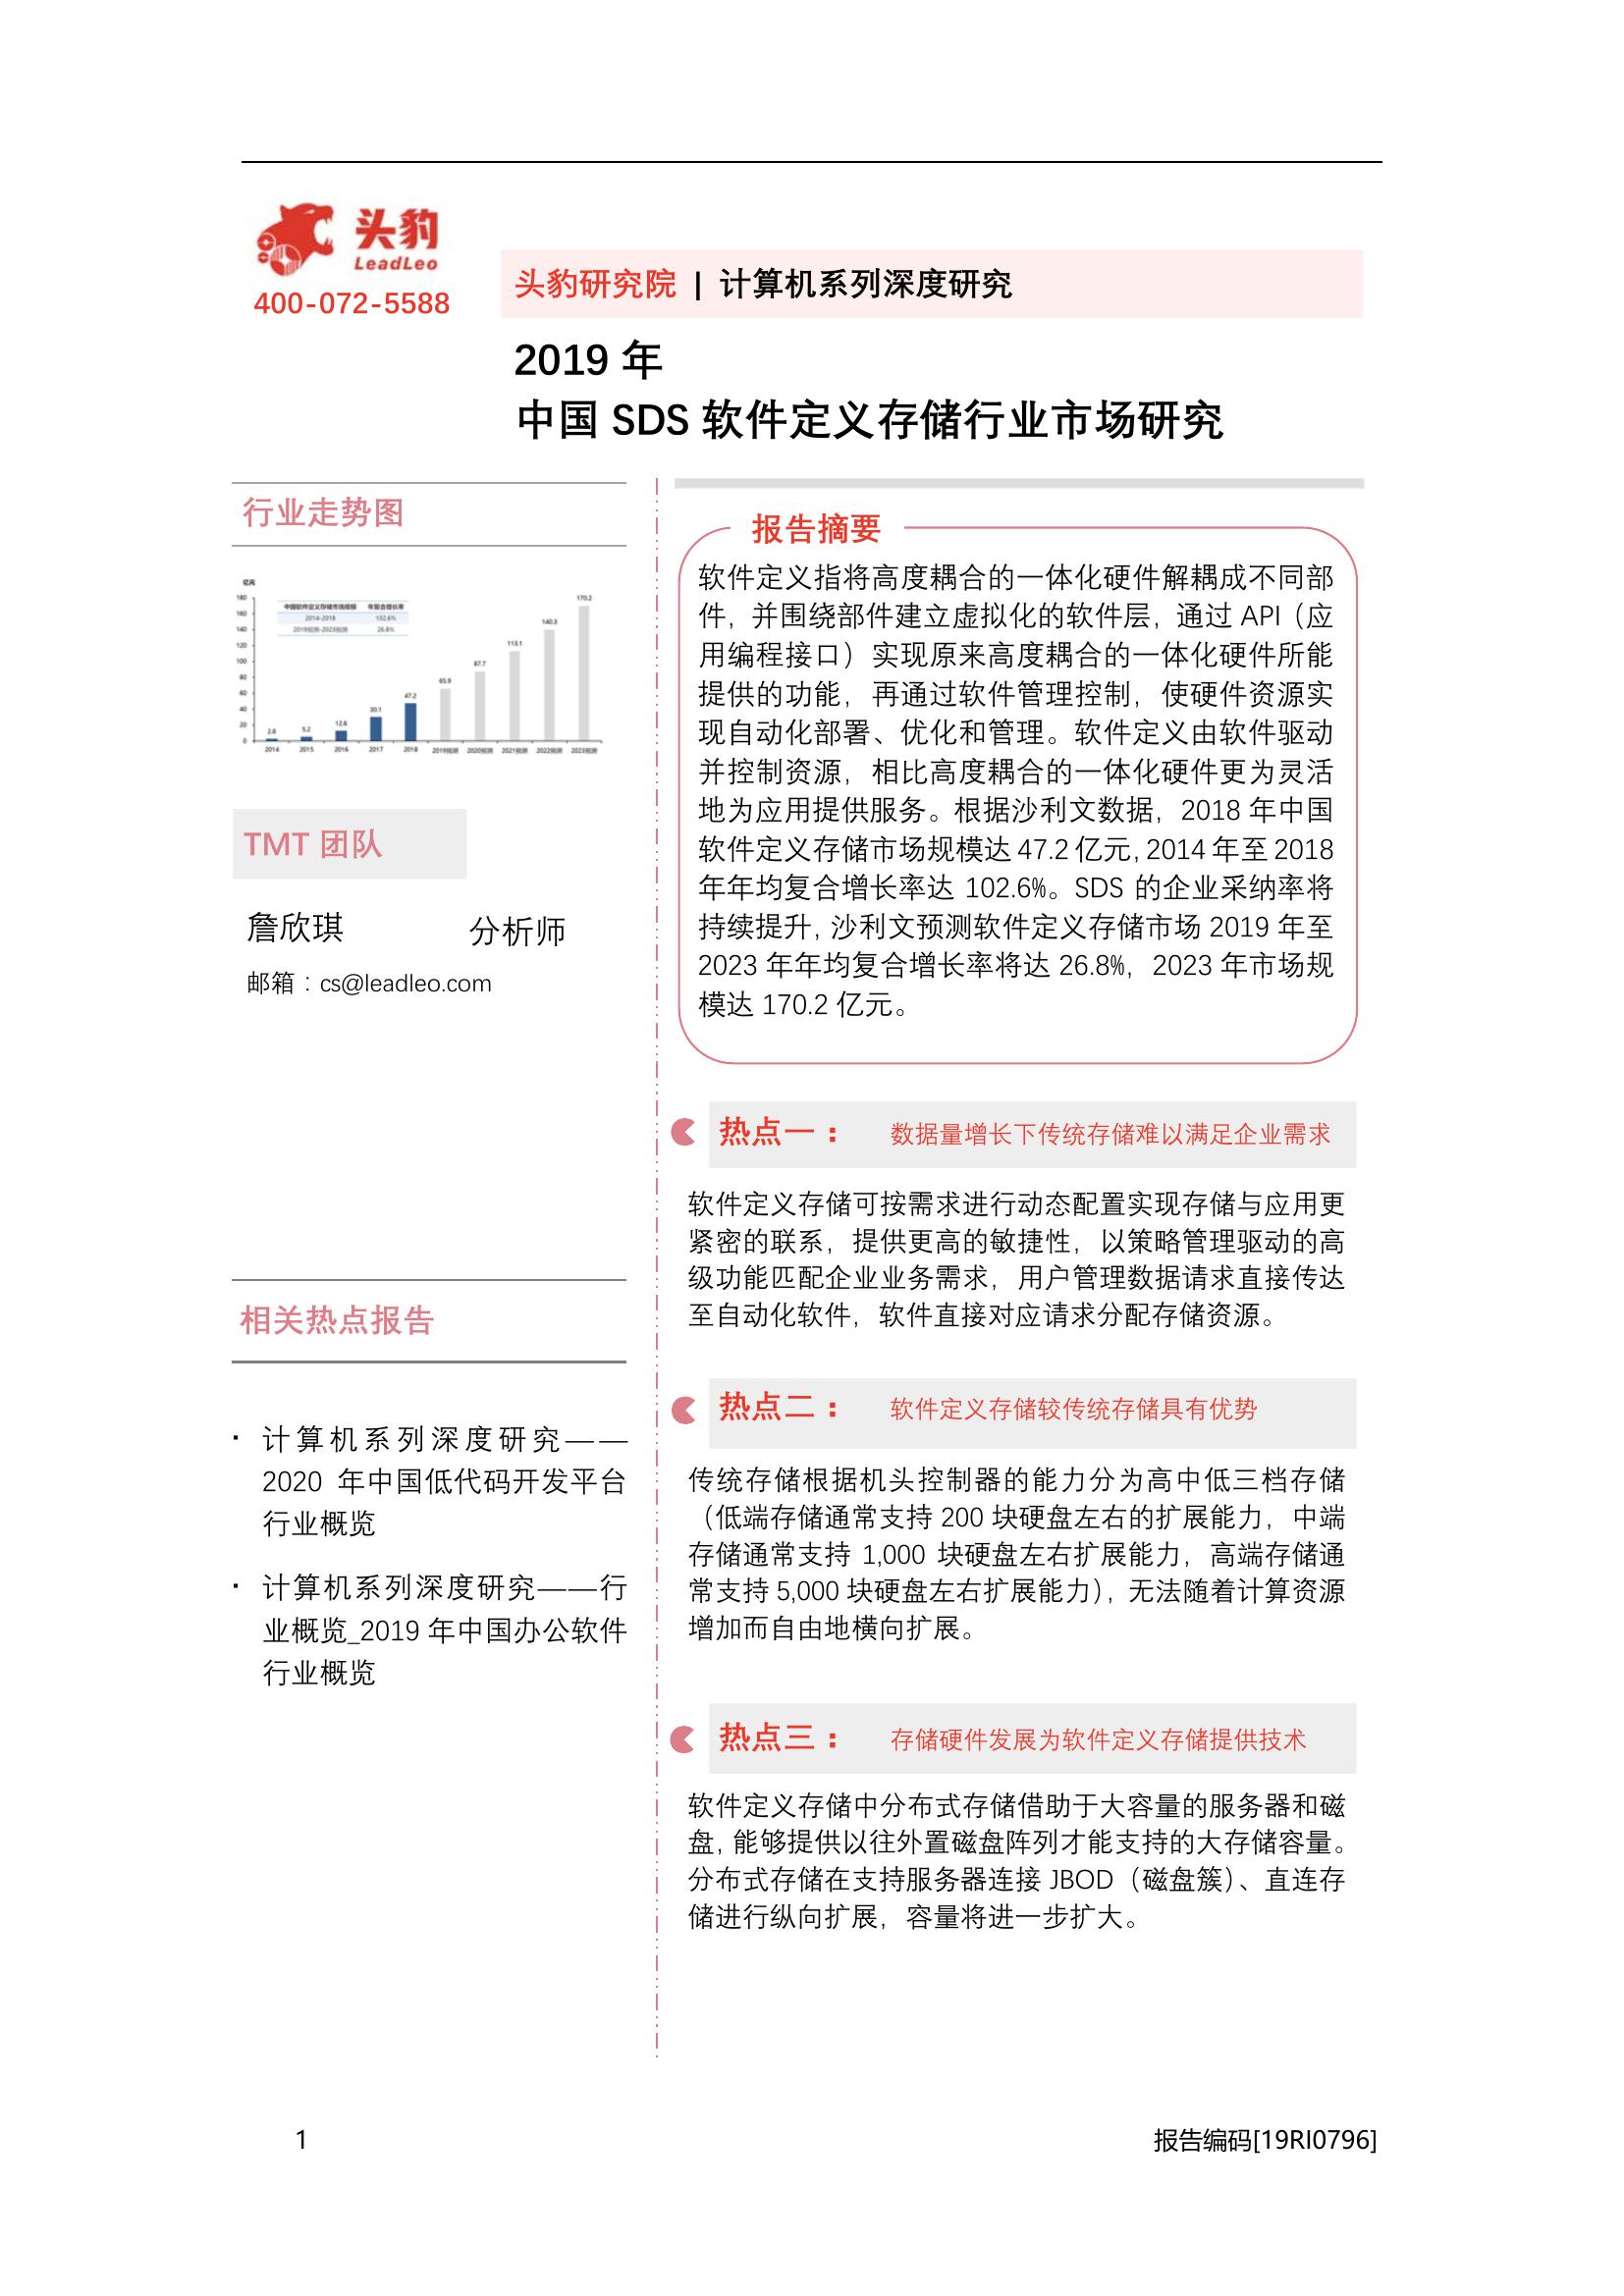 头豹
LeadLeo
400-072-5588
头豹研究院 | 计算机系列深度研究
2019 年
中国 SDS 软件定义存储行业市场研究
行业走势图
亿元
180
160
140
120
100
80
60
40
20
0
中国软件定义存储市场规模 年复合增长率
2014-2018 102.6%
2019预测-2023预测 26.8%
2.8
5.2
12.6
30.1
47.2
65.9
87.7
113.1
140.3
170.2
2014 2015 2016 2017 2018 2019预测 2020预测 2021预测 2022预测 2023预测
TMT 团队
詹欣琪 分析师
邮箱：cs@leadleo.com
相关热点报告
· 计算机系列深度研究——
2020 年中国低代码开发平台
行业概览
· 计算机系列深度研究——行
业概览_2019 年中国办公软件
行业概览
报告摘要
软件定义指将高度耦合的一体化硬件解耦成不同部
件，并围绕部件建立虚拟化的软件层，通过 API（应
用编程接口）实现原来高度耦合的一体化硬件所能
提供的功能，再通过软件管理控制，使硬件资源实
现自动化部署、优化和管理。软件定义由软件驱动
并控制资源，相比高度耦合的一体化硬件更为灵活
地为应用提供服务。根据沙利文数据，2018 年中国
软件定义存储市场规模达 47.2 亿元，2014 年至 2018
年年均复合增长率达 102.6%。SDS 的企业采纳率将
持续提升，沙利文预测软件定义存储市场 2019 年至
2023 年年均复合增长率将达 26.8%，2023 年市场规
模达 170.2 亿元。
热点一： 数据量增长下传统存储难以满足企业需求
软件定义存储可按需求进行动态配置实现存储与应用更
紧密的联系，提供更高的敏捷性，以策略管理驱动的高
级功能匹配企业业务需求，用户管理数据请求直接传达
至自动化软件，软件直接对应请求分配存储资源。
热点二： 软件定义存储较传统存储具有优势
传统存储根据机头控制器的能力分为高中低三档存储
（低端存储通常支持 200 块硬盘左右的扩展能力，中端
存储通常支持 1,000 块硬盘左右扩展能力，高端存储通
常支持 5,000 块硬盘左右扩展能力），无法随着计算资源
增加而自由地横向扩展。
热点三： 存储硬件发展为软件定义存储提供技术
软件定义存储中分布式存储借助于大容量的服务器和磁
盘，能够提供以往外置磁盘阵列才能支持的大存储容量。
分布式存储在支持服务器连接 JBOD（磁盘簇）、直连存
储进行纵向扩展，容量将进一步扩大。
1 报告编码[19RI0796]